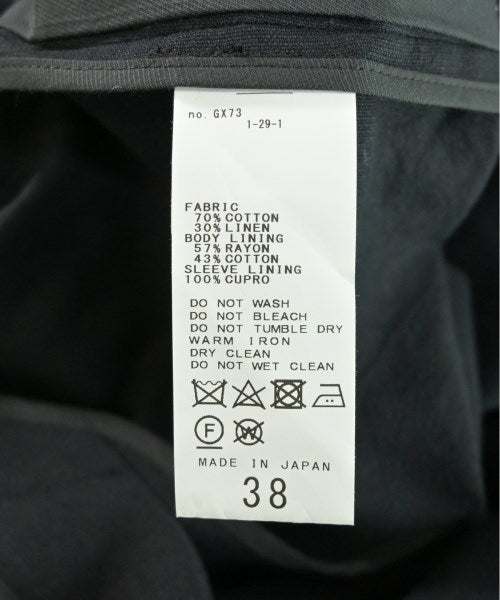 no. GX73
1-29-1
FABRIC
70% COTTON
30% LINEN
BODY LINING
57% RAYON
43% COTTON
SLEEVE LINING
100% CUPRO
DO NOT WASH
DO NOT BLEACH
DO NOT TUMBLE DRY
WARM IRON
DRY CLEAN
DO NOT WET CLEAN
F W
MADE IN JAPAN
38